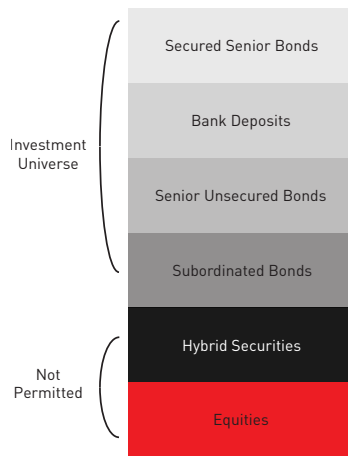 Secured Senior Bonds
Bank Deposits
Investment
Universe
Senior Unsecured Bonds
Subordinated Bonds
Hybrid Securities
Not
Permitted
Equities